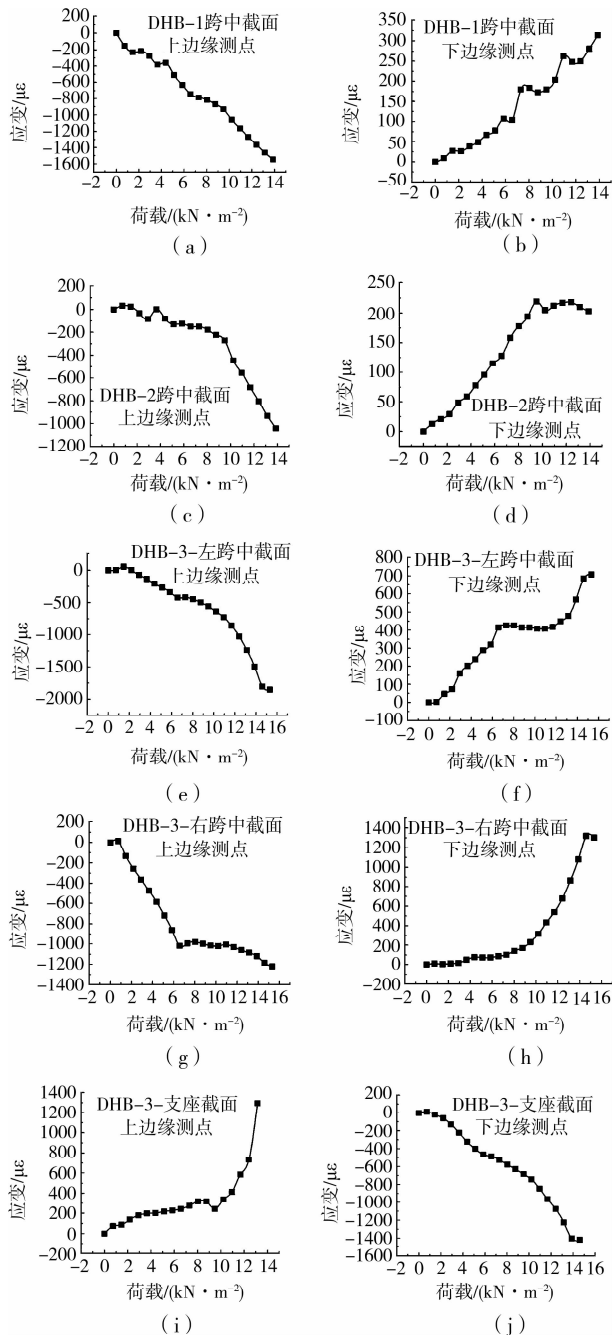 DHB-1跨中截面
上边缘测点
200
0
−200
−400
−600
−800
−1000
−1200
−1400
−1600
应变/με
−2 0 2 4 6 8 10 12 14
荷载/(kN·m⁻²)
(a)
DHB-1跨中截面
下边缘测点
350
300
250
200
150
100
50
0
50
应变/με
−2 0 2 4 6 8 10 12 14
荷载/(kN·m⁻²)
(b)
200
0
−200
−400
−600
−800
−1000
−1200
应变/με
DHB-2跨中截面
上边缘测点
−2 0 2 4 6 8 10 12 14
荷载/(kN·m⁻²)
(c)
250
200
150
100
50
0
应变/με
DHB-2跨中截面
下边缘测点
−2 0 2 4 6 8 10 12 14
荷载/(kN·m⁻²)
(d)
DHB-3-左跨中截面
上边缘测点
0
−500
−1000
−1500
−2000
应变/με
−2 0 2 4 6 8 10 12 14 16
荷载/(kN·m⁻²)
(e)
DHB-3-左跨中截面
下边缘测点
800
700
600
500
400
300
200
100
0
−100
应变/με
−2 0 2 4 6 8 10 12 14 16
荷载/(kN·m⁻²)
(f)
DHB-3-右跨中截面
上边缘测点
200
0
−200
−400
−600
−800
−1000
−1200
−1400
应变/με
−2 0 2 4 6 8 10 12 14 16
荷载/(kN·m⁻²)
(g)
DHB-3-右跨中截面
下边缘测点
1400
1200
1000
800
600
400
200
0
−200
应变/με
−2 0 2 4 6 8 10 12 14 16
荷载/(kN·m⁻²)
(h)
DHB-3-支座截面
上边缘测点
1400
1200
1000
800
600
400
200
0
−200
应变/με
−2 0 2 4 6 8 10 12 14
荷载/(kN·m⁻²)
(i)
DHB-3-支座截面
下边缘测点
200
0
−200
−400
−600
−800
−1000
−1200
−1400
−1600
应变/με
−2 0 2 4 6 8 10 12 14 16
荷载/(kN·m⁻²)
(j)